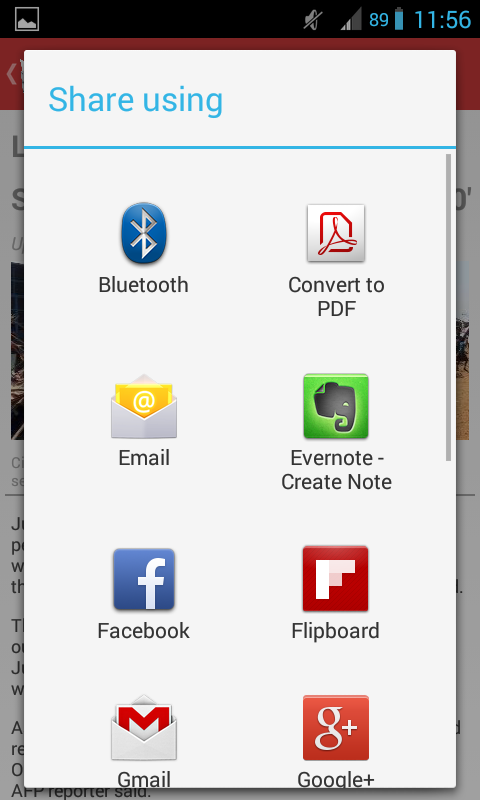 89 11:56
Share using
Bluetooth
Convert to
PDF
Email
Evernote -
Create Note
Facebook
Flipboard
Gmail
Google+
AFP reporter said.